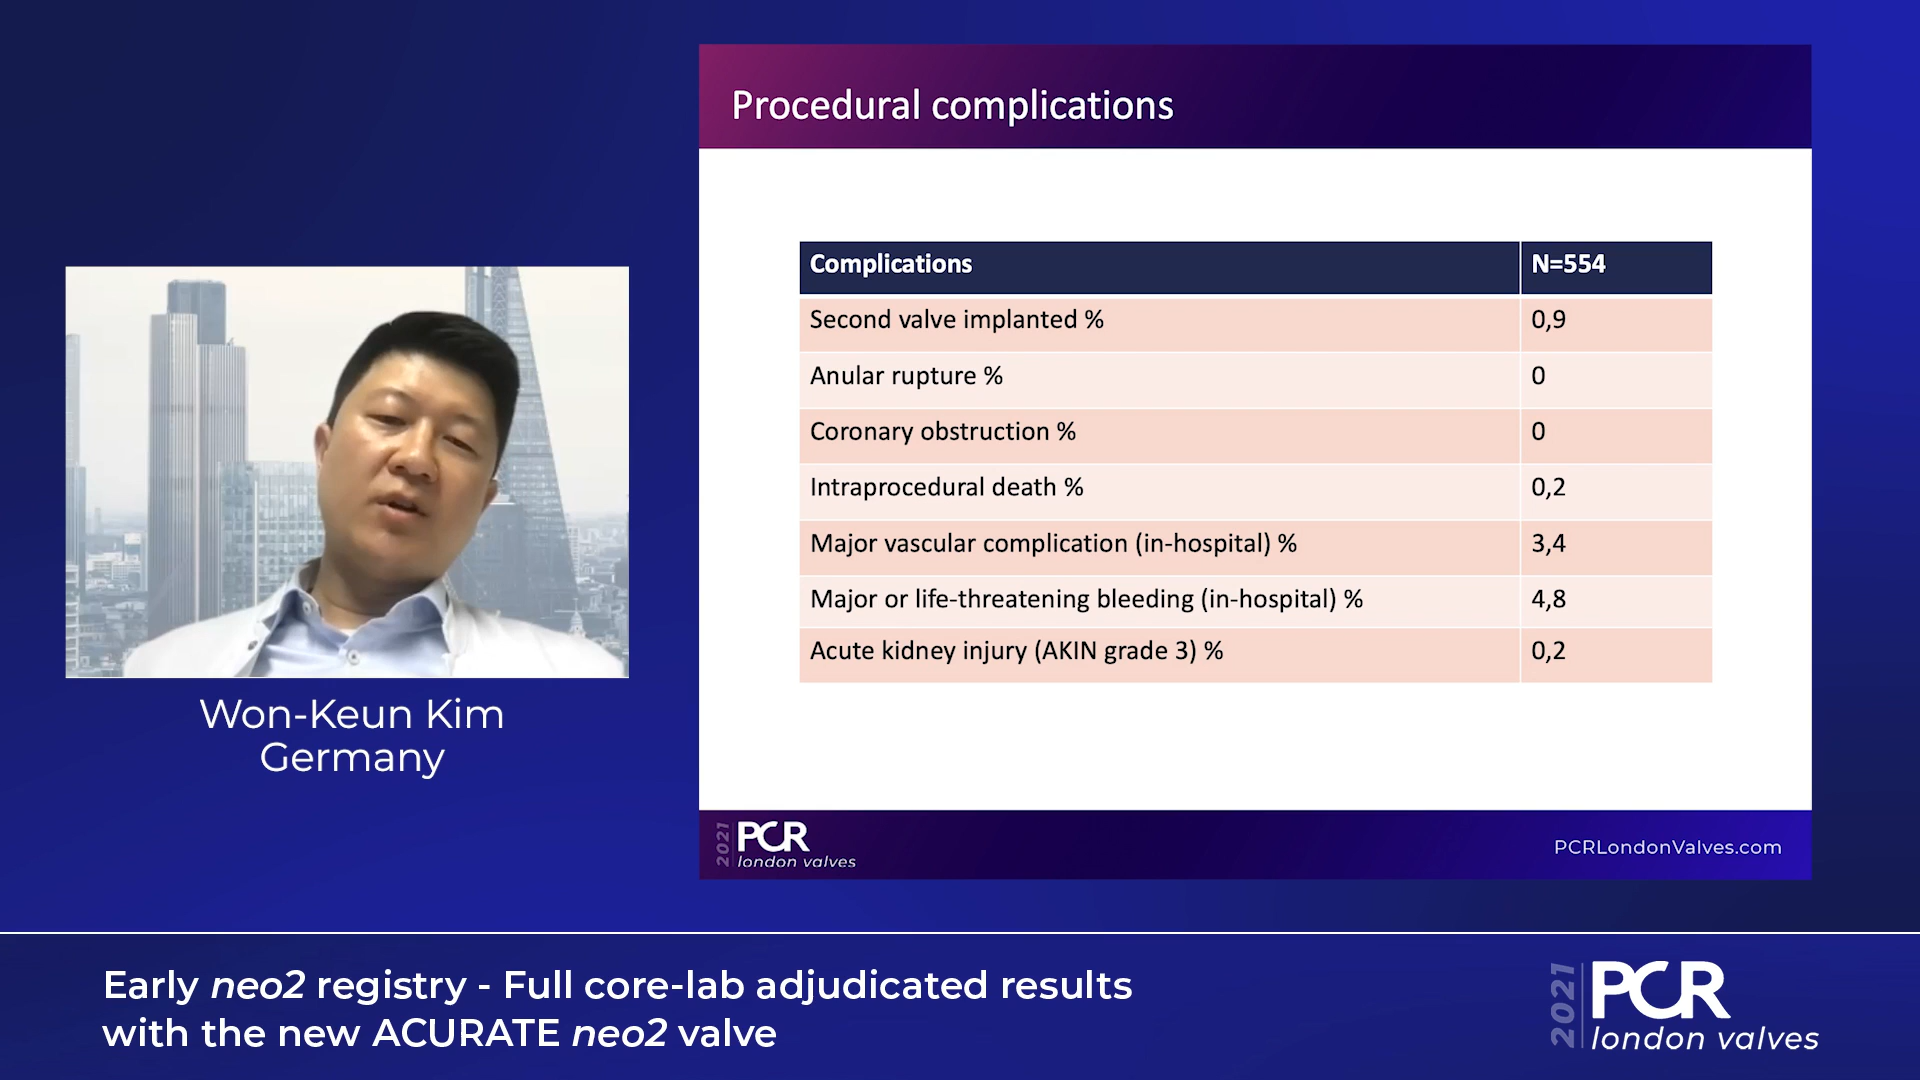 Procedural complications
Complications N=554
Second valve implanted % 0,9
Anular rupture % 0
Coronary obstruction % 0
Intraprocedural death % 0,2
Major vascular complication (in-hospital) % 3,4
Major or life-threatening bleeding (in-hospital) % 4,8
Acute kidney injury (AKIN grade 3) % 0,2
2021 PCR
london valves
PCRLondonValves.com
Won-Keun Kim
Germany
Early neo2 registry - Full core-lab adjudicated results
with the new ACURATE neo2 valve
2021 PCR
london valves